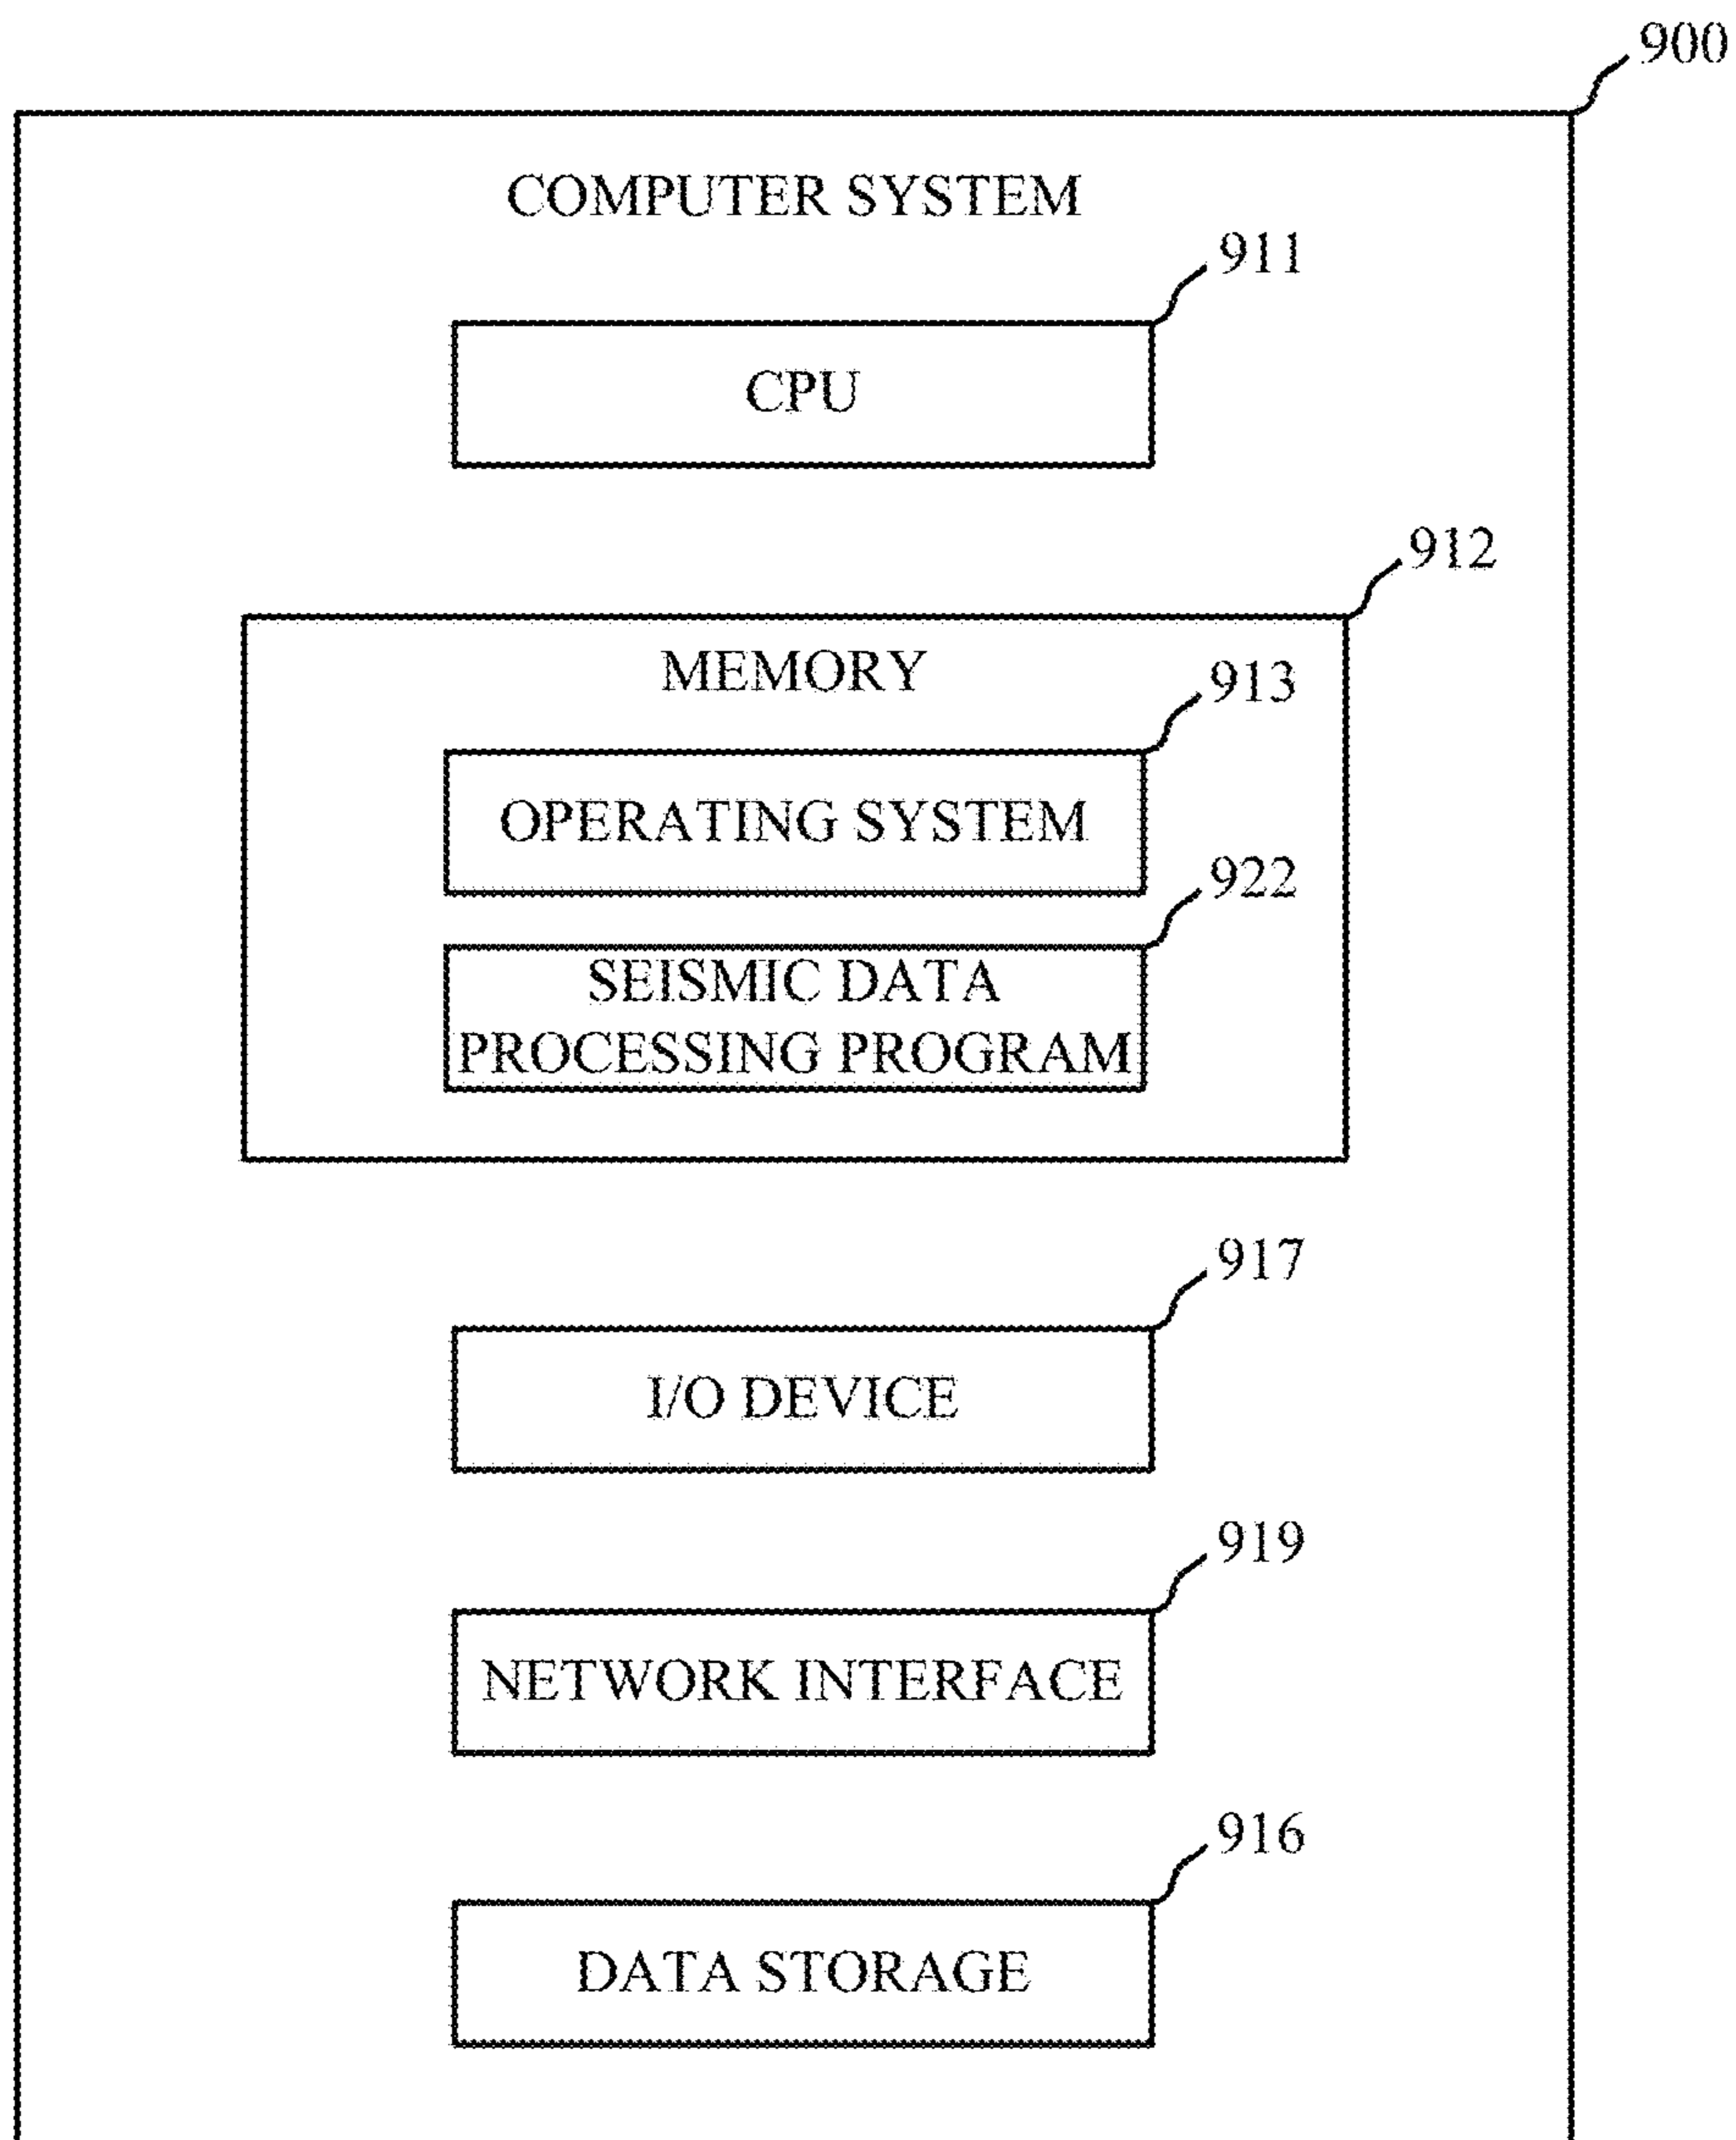 900
COMPUTER SYSTEM
911
CPU
912
MEMORY
913
OPERATING SYSTEM
922
SEISMIC DATA
PROCESSING PROGRAM
917
I/O DEVICE
919
NETWORK INTERFACE
916
DATA STORAGE